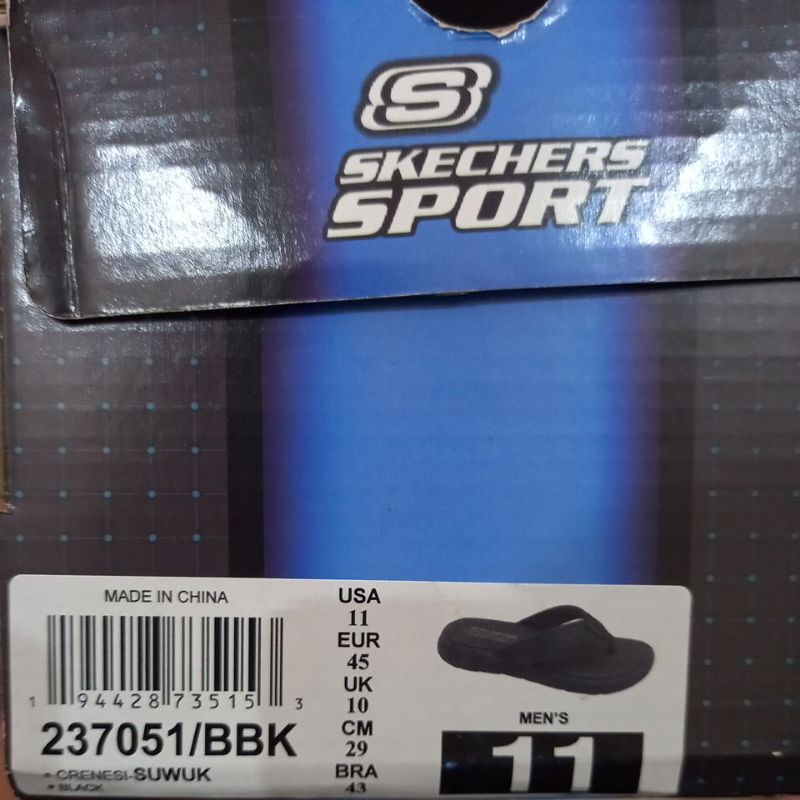 S
SKECHERS
SPORT
MADE IN CHINA
1 94428 73515 3
237051/BBK
• CRENESI-SUWUK
• BLACK
USA
11
EUR
45
UK
10
CM
29
BRA
43
MEN'S
11